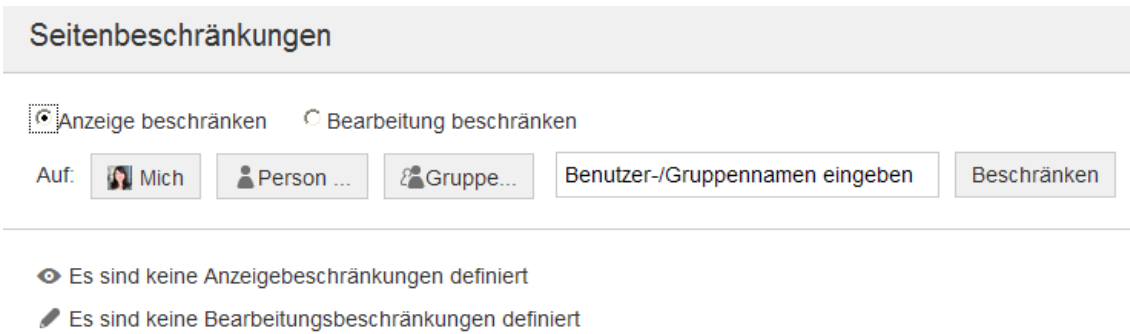 Seitenbeschränkungen
Anzeige beschränken Bearbeitung beschränken
Auf: Mich Person ... Gruppe... Benutzer-/Gruppennamen eingeben Beschränken
Es sind keine Anzeigebeschränkungen definiert
Es sind keine Bearbeitungsbeschränkungen definiert